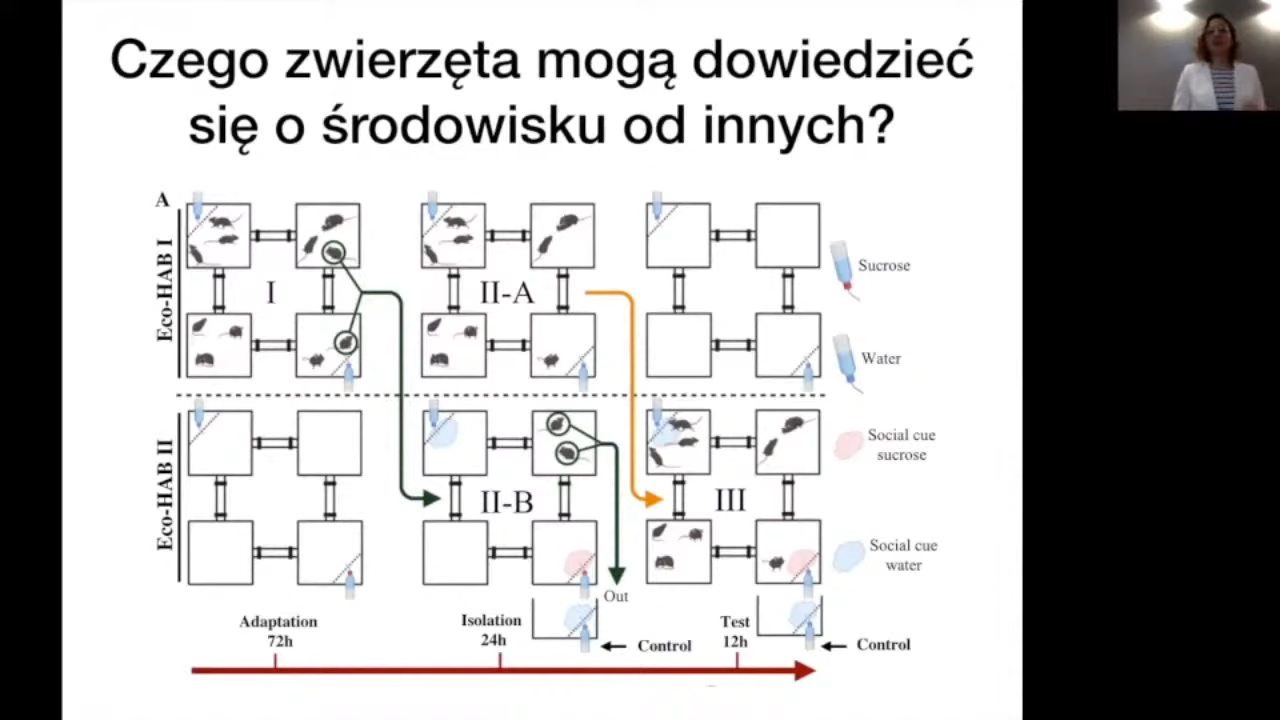 Czego zwierzęta mogą dowiedzieć
się o środowisku od innych?
A
Eco-HAB I
I
II-A
Sucrose
Water
Eco-HAB II
II-B
III
Social cue
sucrose
Social cue
water
Out
Adaptation
72h
Isolation
24h
Control
Test
12h
Control